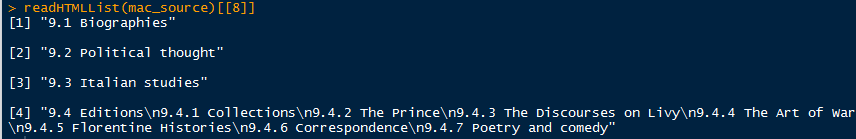 > readHTMLList(mac_source)[[8]]
[1] "9.1 Biographies"
[2] "9.2 Political thought"
[3] "9.3 Italian studies"
[4] "9.4 Editions\n9.4.1 Collections\n9.4.2 The Prince\n9.4.3 The Discourses on Livy\n9.4.4 The Art of War
\n9.4.5 Florentine Histories\n9.4.6 Correspondence\n9.4.7 Poetry and comedy"